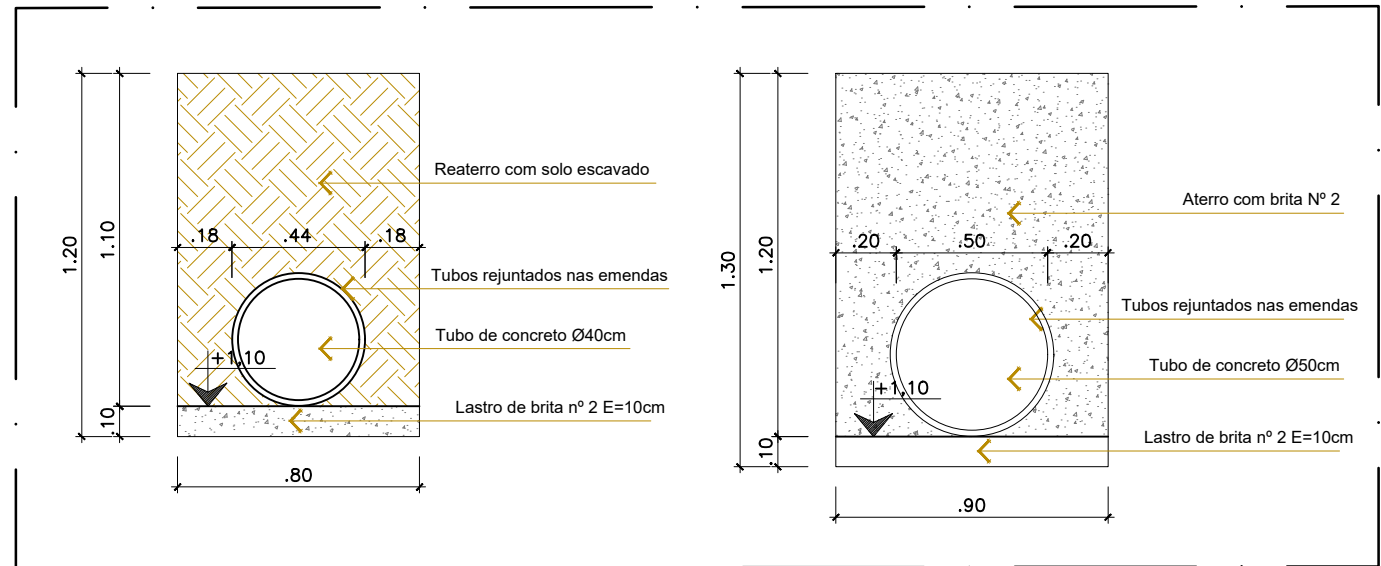 1.20
1.10
.10
.18
.44
.18
+1,10
.80
Reaterro com solo escavado
Tubos rejuntados nas emendas
Tubo de concreto Ø40cm
Lastro de brita nº 2 E=10cm
1.30
1.20
.10
.20
.50
.20
+1,10
.90
Aterro com brita Nº 2
Tubos rejuntados nas emendas
Tubo de concreto Ø50cm
Lastro de brita nº 2 E=10cm